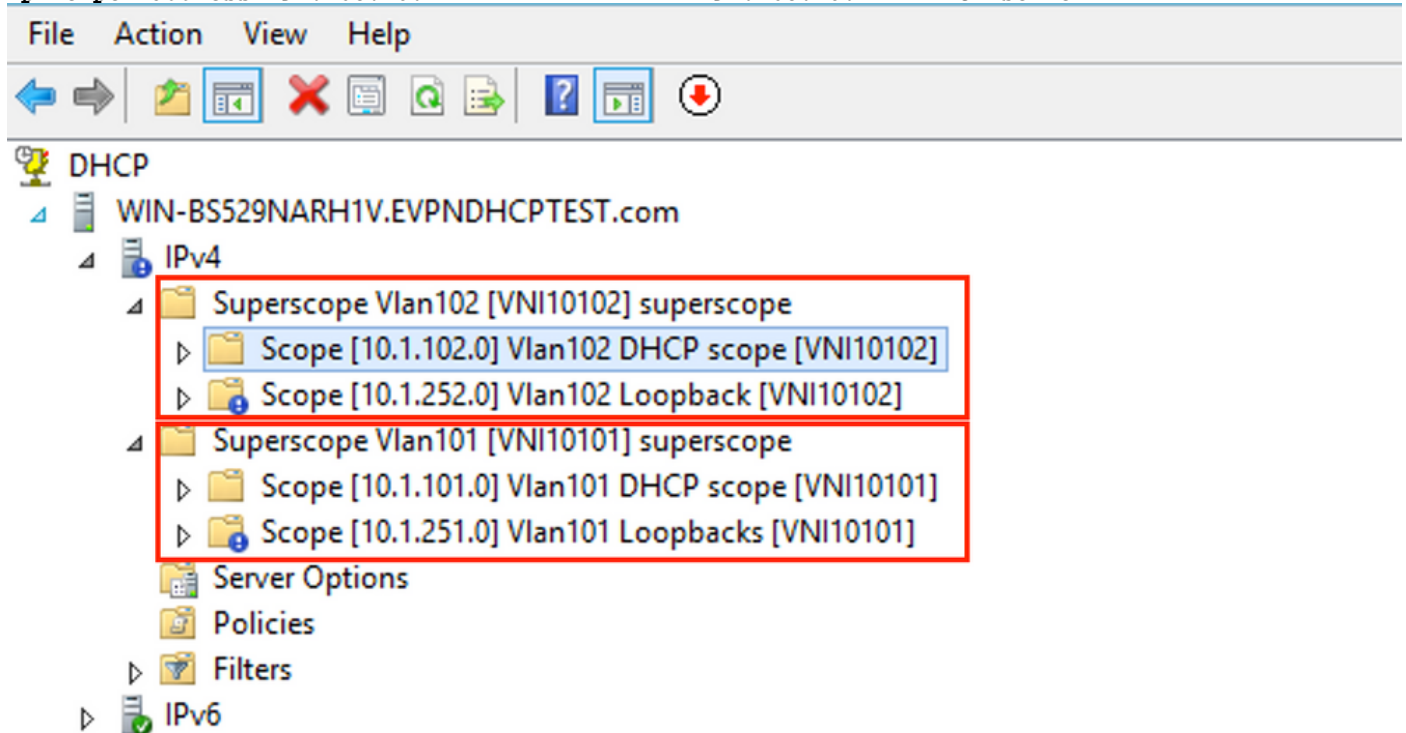 File Action View Help
DHCP
WIN-BS529NARH1V.EVPNDHCPTEST.com
IPv4
Superscope Vlan102 [VNI10102] superscope
Scope [10.1.102.0] Vlan102 DHCP scope [VNI10102]
Scope [10.1.252.0] Vlan102 Loopback [VNI10102]
Superscope Vlan101 [VNI10101] superscope
Scope [10.1.101.0] Vlan101 DHCP scope [VNI10101]
Scope [10.1.251.0] Vlan101 Loopbacks [VNI10101]
Server Options
Policies
Filters
IPv6